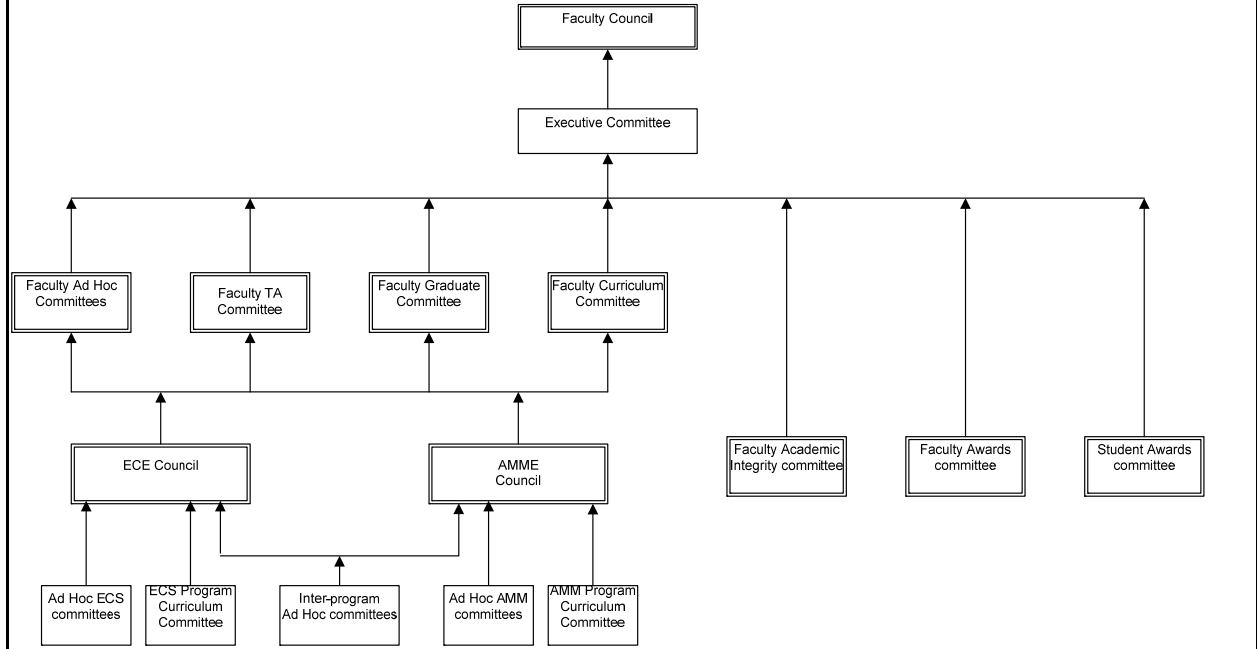 Faculty Council
Executive Committee
Faculty Ad Hoc
Committees
Faculty TA
Committee
Faculty Graduate
Committee
Faculty Curriculum
Committee
ECE Council
AMME
Council
Faculty Academic
Integrity committee
Faculty Awards
committee
Student Awards
committee
Ad Hoc ECS
committees
ECS Program
Curriculum
Committee
Inter-program
Ad Hoc committees
Ad Hoc AMM
committees
AMM Program
Curriculum
Committee